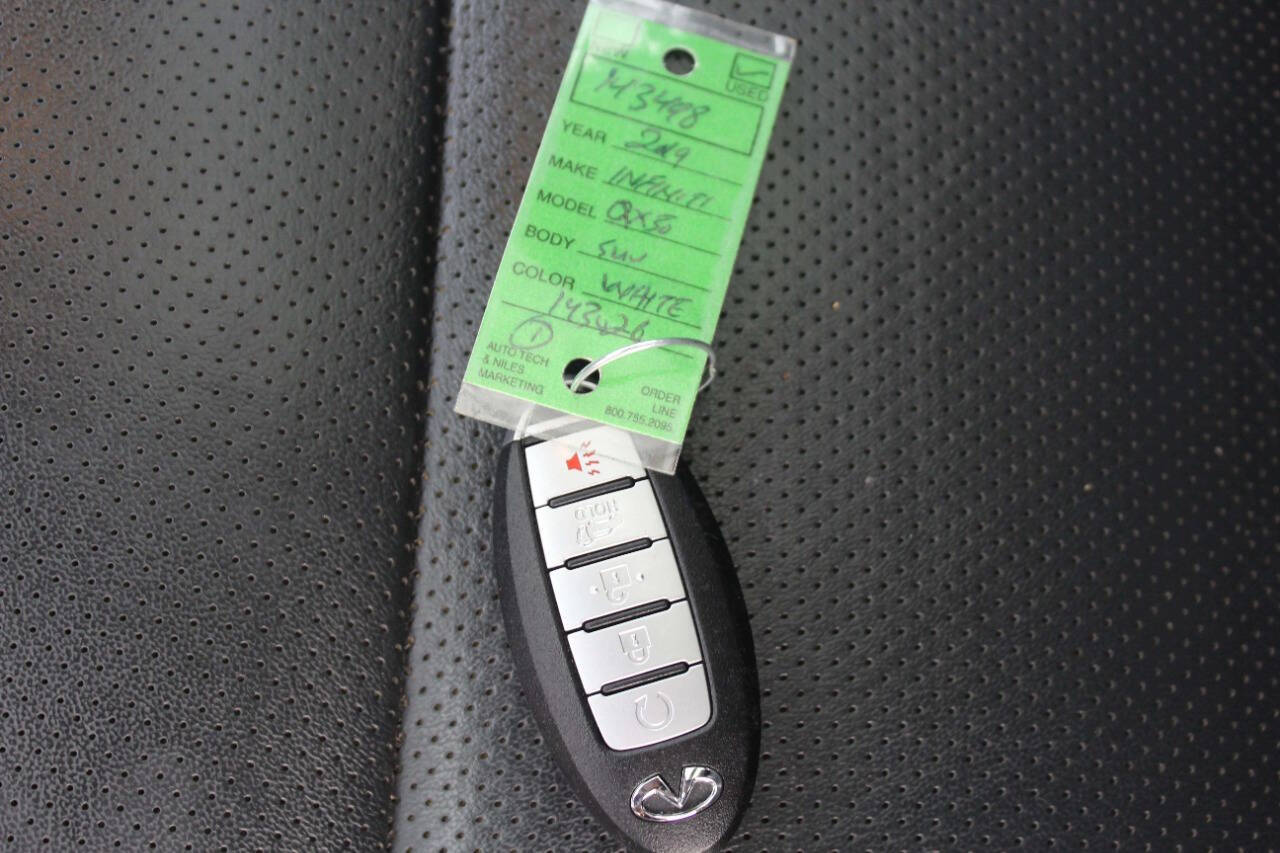 NEW
USED
M3498
YEAR 2019
MAKE INFINITI
MODEL QX50
BODY SUV
COLOR WHITE
143426
1
AUTO TECH
& NILES
MARKETING
ORDER
LINE
800.755.2095
HOLD